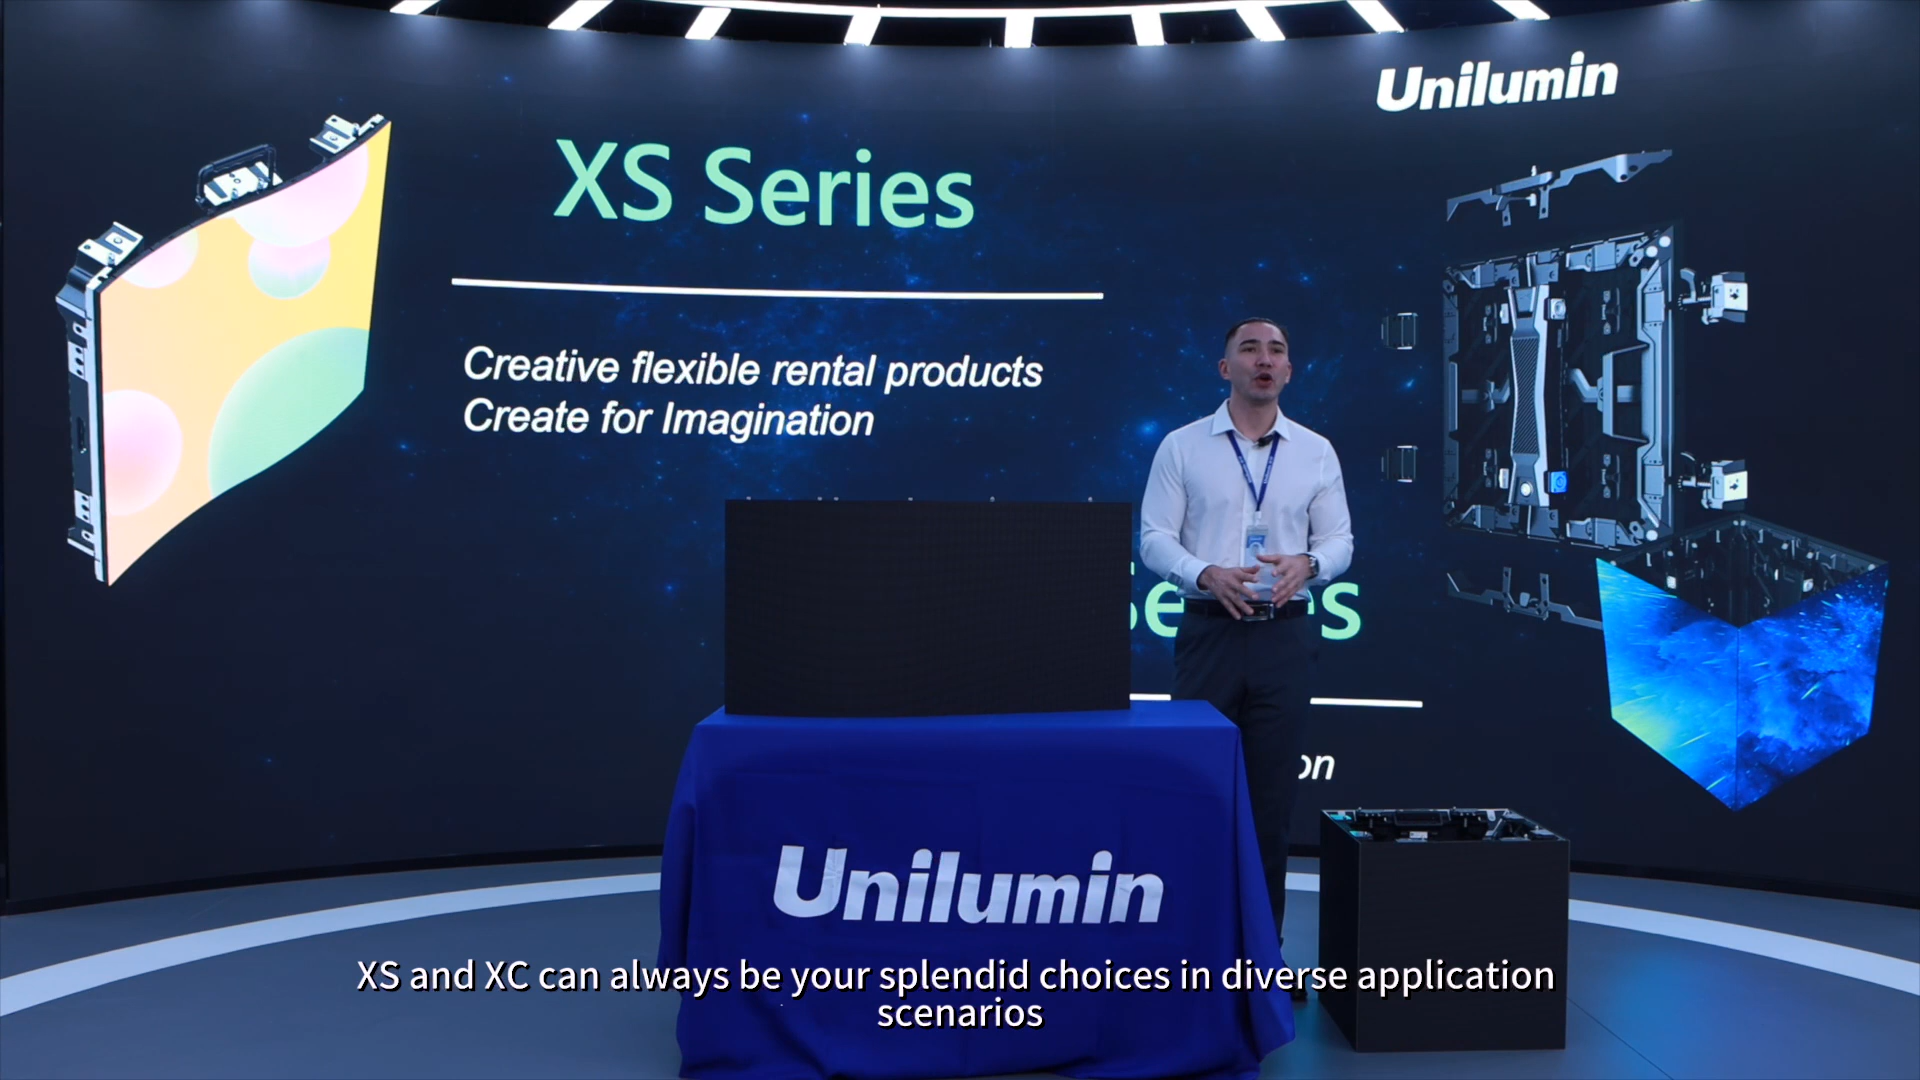 Unilumin
XS Series
Creative flexible rental products
Create for Imagination
Unilumin
XS and XC can always be your splendid choices in diverse application
scenarios